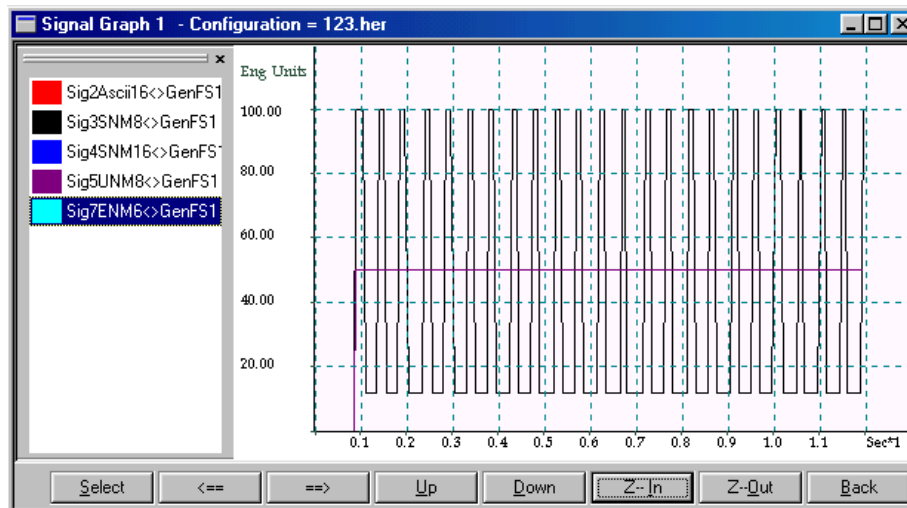 Signal Graph 1 - Configuration = 123.her
Sig2Ascii16<>GenFS1
Sig3SNM8<>GenFS1
Sig4SNM16<>GenFS1
Sig5UNM8<>GenFS1
Sig7ENM6<>GenFS1
Eng Units
100.00
80.00
60.00
40.00
20.00
0.1 0.2 0.3 0.4 0.5 0.6 0.7 0.8 0.9 1.0 1.1 Sec*1
Select <== ==> Up Down Z--In Z--Out Back